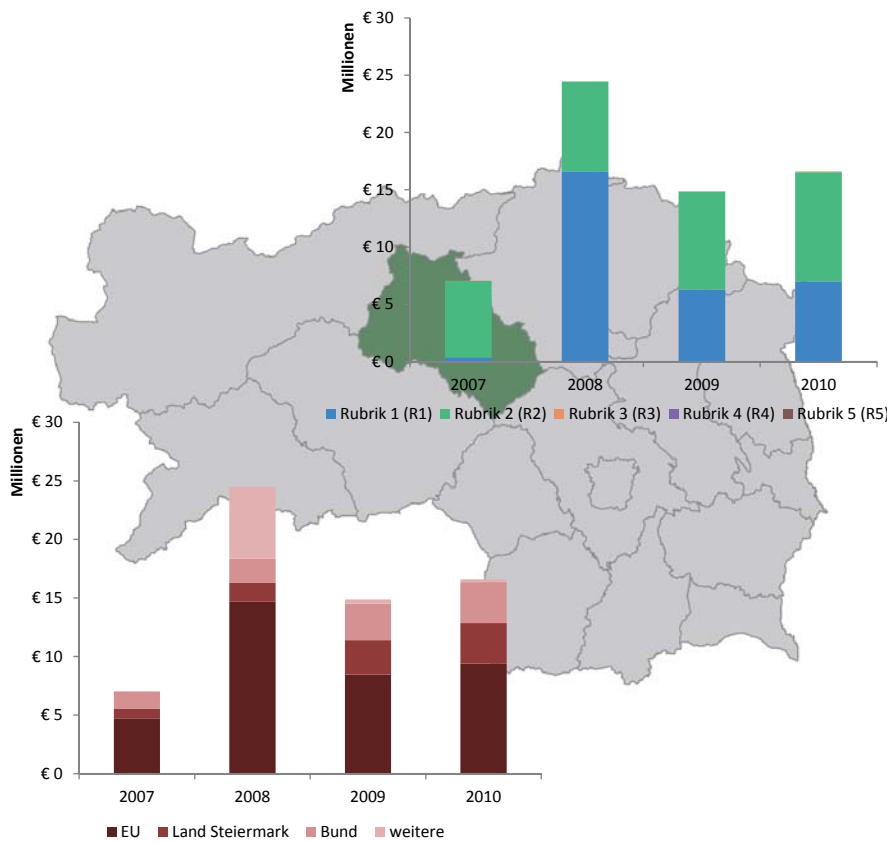 Millionen
€ 30
€ 25
€ 20
€ 15
€ 10
€ 5
€ 0
2007 2008 2009 2010
Rubrik 1 (R1) Rubrik 2 (R2) Rubrik 3 (R3) Rubrik 4 (R4) Rubrik 5 (R5)
Millionen
€ 30
€ 25
€ 20
€ 15
€ 10
€ 5
€ 0
2007 2008 2009 2010
EU Land Steiermark Bund weitere